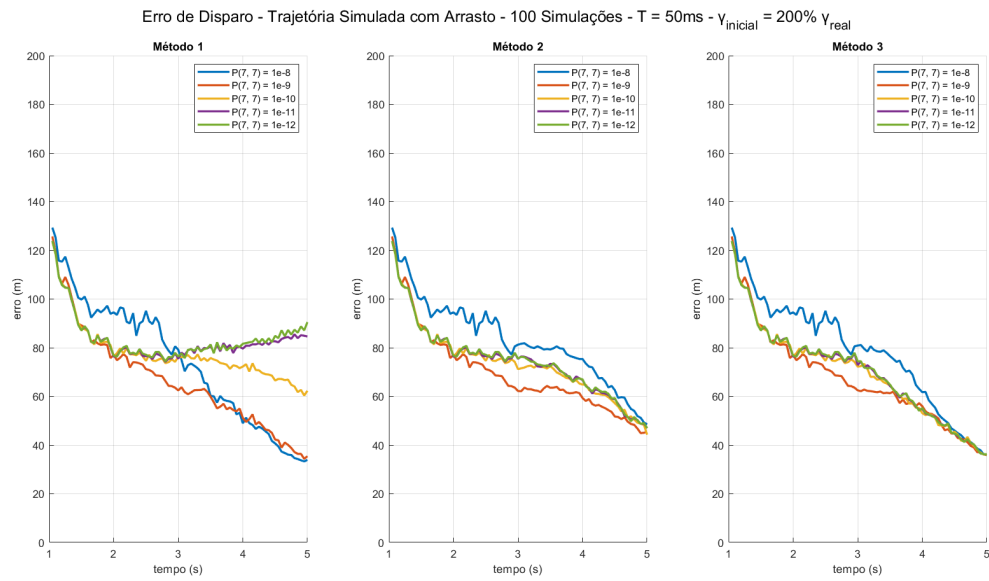 Erro de Disparo - Trajetória Simulada com Arrasto - 100 Simulações - T = 50ms - γinicial = 200% γreal
Método 1
200
180
160
140
120
100
80
60
40
20
0
1
2
3
4
5
erro (m)
tempo (s)
P(7, 7) = 1e-8
P(7, 7) = 1e-9
P(7, 7) = 1e-10
P(7, 7) = 1e-11
P(7, 7) = 1e-12
Método 2
200
180
160
140
120
100
80
60
40
20
0
1
2
3
4
5
erro (m)
tempo (s)
P(7, 7) = 1e-8
P(7, 7) = 1e-9
P(7, 7) = 1e-10
P(7, 7) = 1e-11
P(7, 7) = 1e-12
Método 3
200
180
160
140
120
100
80
60
40
20
0
1
2
3
4
5
erro (m)
tempo (s)
P(7, 7) = 1e-8
P(7, 7) = 1e-9
P(7, 7) = 1e-10
P(7, 7) = 1e-11
P(7, 7) = 1e-12